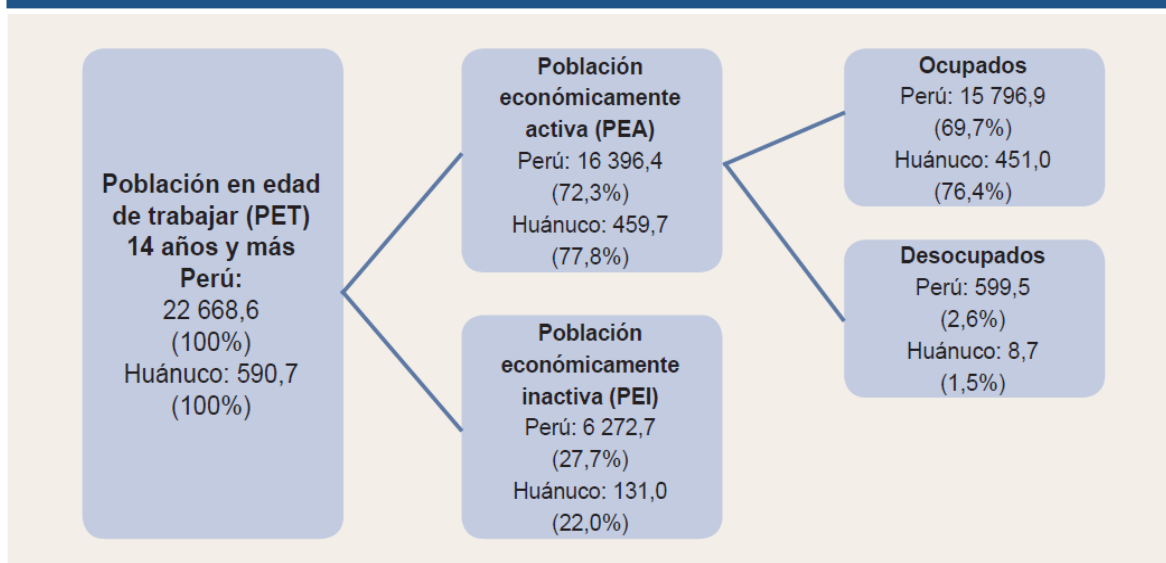 Población en edad
de trabajar (PET)
14 años y más
Perú:
22 668,6
(100%)
Huánuco: 590,7
(100%)
Población
económicamente
activa (PEA)
Perú: 16 396,4
(72,3%)
Huánuco: 459,7
(77,8%)
Población
económicamente
inactiva (PEI)
Perú: 6 272,7
(27,7%)
Huánuco: 131,0
(22,0%)
Ocupados
Perú: 15 796,9
(69,7%)
Huánuco: 451,0
(76,4%)
Desocupados
Perú: 599,5
(2,6%)
Huánuco: 8,7
(1,5%)